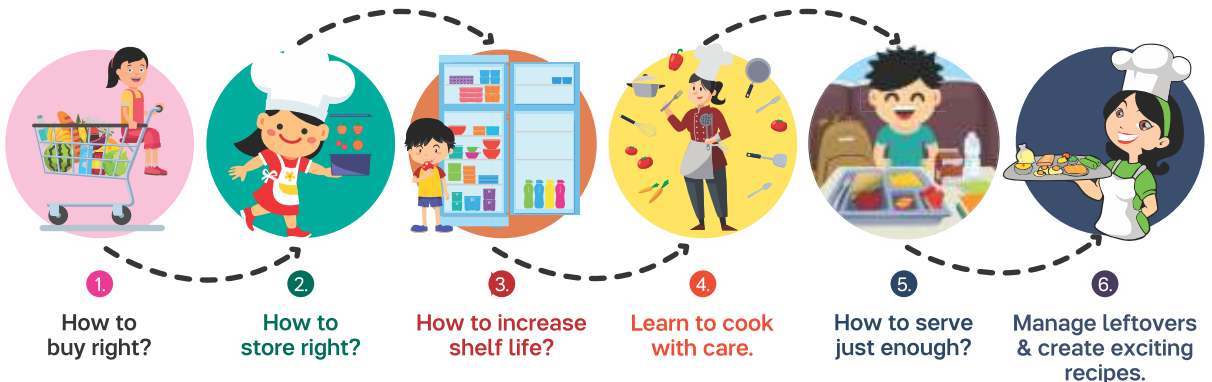 1.
How to
buy right?
2.
How to
store right?
3.
How to increase
shelf life?
4.
Learn to cook
with care.
5.
How to serve
just enough?
6.
Manage leftovers
& create exciting
recipes.